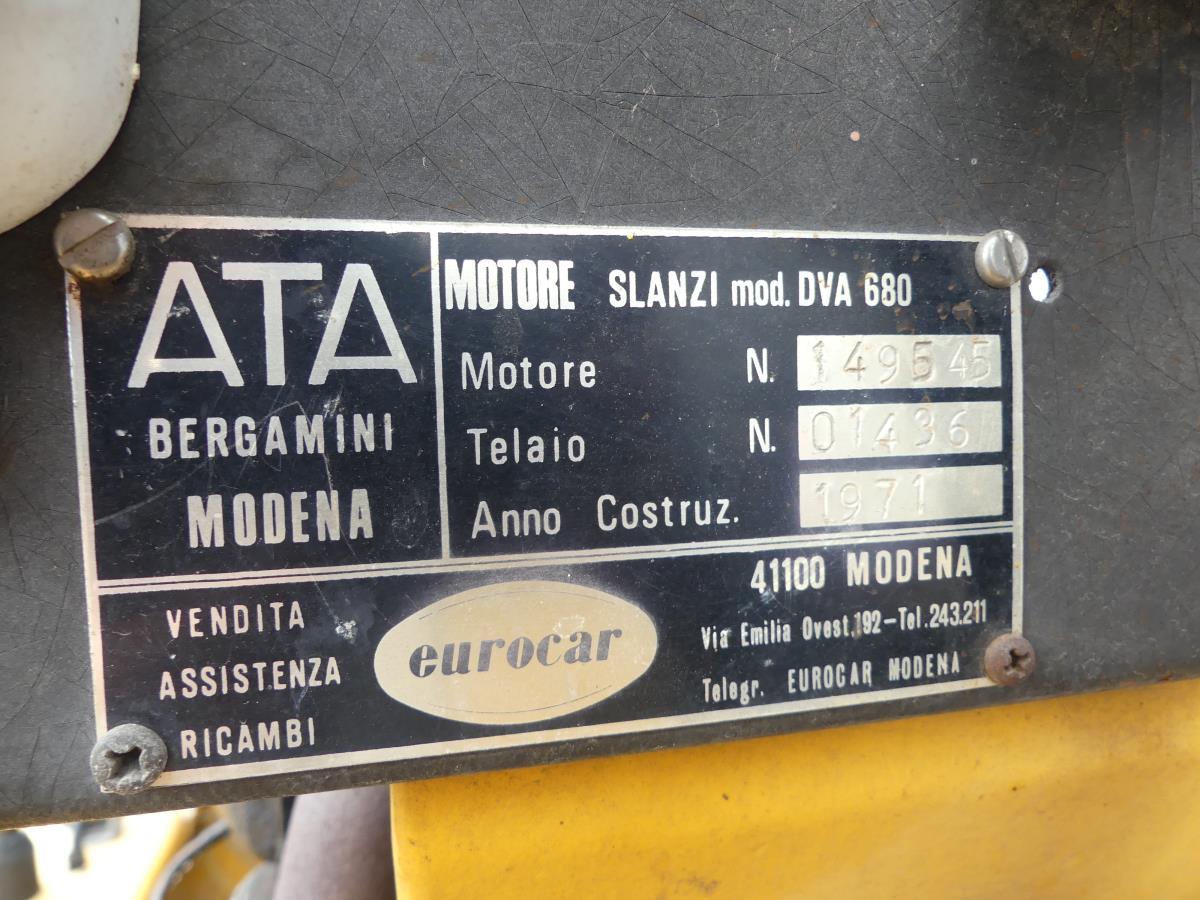 ATA
BERGAMINI
MODENA
MOTORE SLANZI mod. DVA 680
Motore N. 149545
Telaio N. 01436
Anno Costruz. 1971
VENDITA
ASSISTENZA
RICAMBI
eurocar
41100 MODENA
Via Emilia Ovest,192-Tel.243.211
Telegr. EUROCAR MODENA